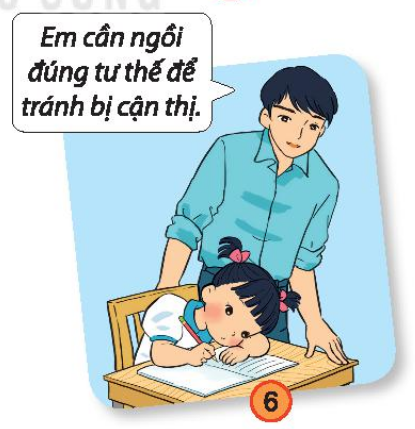 Em cần ngồi
đúng tư thế để
tránh bị cận thị.
6